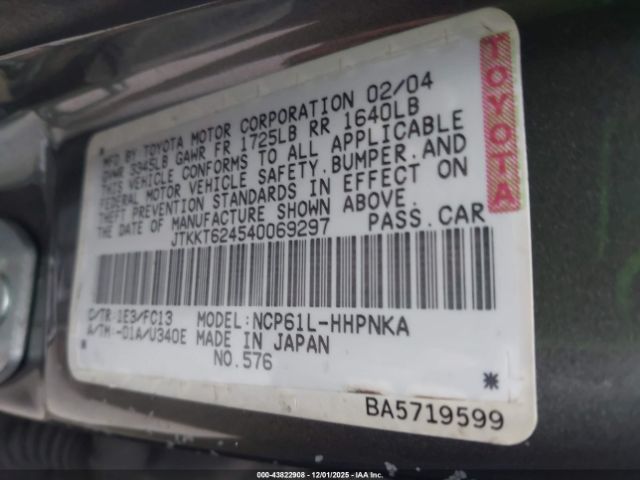 MFD BY TOYOTA MOTOR CORPORATION 02/04
GVWR 3345LB GAWR FR 1725LB RR 1640LB
THIS VEHICLE CONFORMS TO ALL APPLICABLE
FEDERAL MOTOR VEHICLE SAFETY, BUMPER, AND
THEFT PREVENTION STANDARDS IN EFFECT ON
THE DATE OF MANUFACTURE SHOWN ABOVE.
JTKKT624540069297 PASS. CAR
C/TR: 1E3/FC13 MODEL: NCP61L-HHPNKA
A/TM: -01A/U340E MADE IN JAPAN
NO. 576
BA5719599
TOYOTA
000-43822908 - 12/01/2025 - IAA VEHICLES